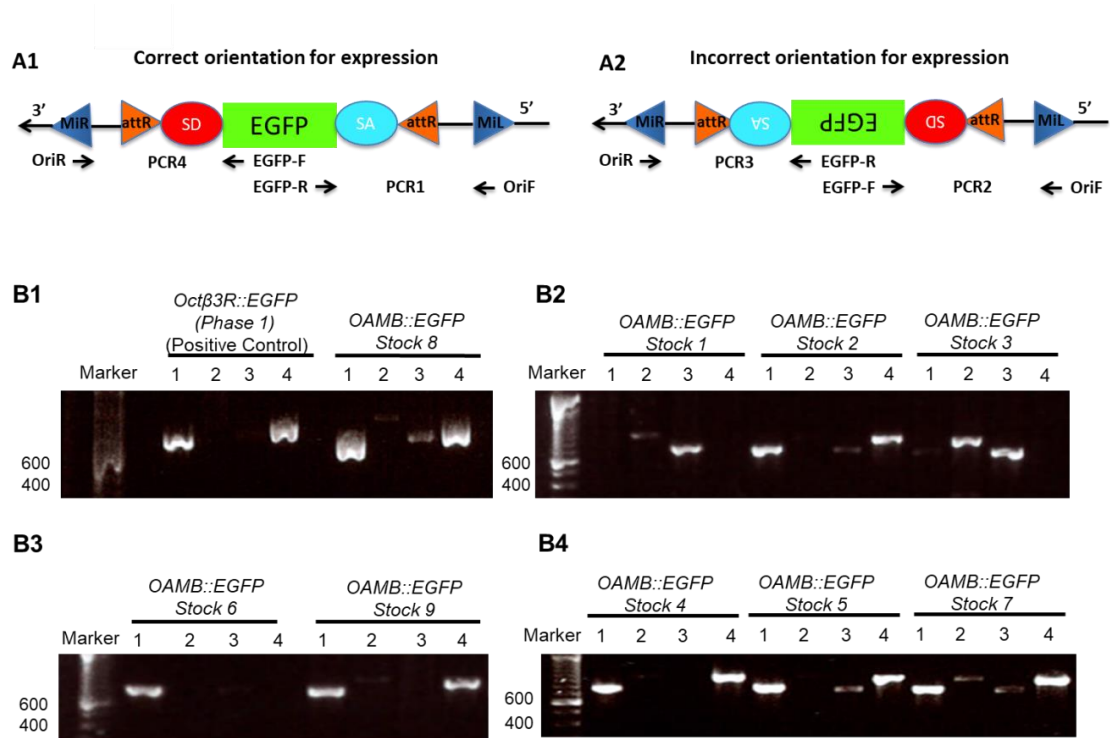 A1
Correct orientation for expression
3’
MiR
attR
SD
EGFP
SA
attR
MiL
5’
OriR
PCR4
EGFP-F
EGFP-R
PCR1
OriF
A2
Incorrect orientation for expression
3’
MiR
attR
SA
EGFP
SD
attR
MiL
5’
OriR
PCR3
EGFP-R
EGFP-F
PCR2
OriF
B1
Octβ3R::EGFP
(Phase 1)
(Positive Control)
OAMB::EGFP
Stock 8
Marker 1 2 3 4 1 2 3 4
600
400
B2
OAMB::EGFP
Stock 1
OAMB::EGFP
Stock 2
OAMB::EGFP
Stock 3
Marker 1 2 3 4 1 2 3 4 1 2 3 4
600
400
B3
OAMB::EGFP
Stock 6
OAMB::EGFP
Stock 9
Marker 1 2 3 4 1 2 3 4
600
400
B4
OAMB::EGFP
Stock 4
OAMB::EGFP
Stock 5
OAMB::EGFP
Stock 7
Marker 1 2 3 4 1 2 3 4 1 2 3 4
600
400